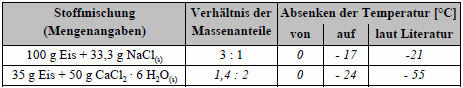 Stoffmischung Verhältnis der Absenken der Temperatur [°C]
(Mengenangaben) Massenanteile von auf laut Literatur
100 g Eis + 33,3 g NaCl(s) 3 : 1 0 - 17 -21
35 g Eis + 50 g CaCl2 · 6 H2O(s) 1,4 : 2 0 - 24 - 55